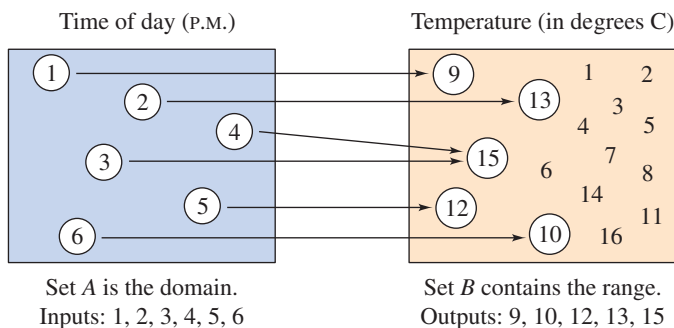 Time of day (P.M.) Temperature (in degrees C)
1 9 1 2
2 13 3
4 4 5
3 15 7
6 8
14
5 12 11
6 10 16
Set A is the domain. Set B contains the range.
Inputs: 1, 2, 3, 4, 5, 6 Outputs: 9, 10, 12, 13, 15